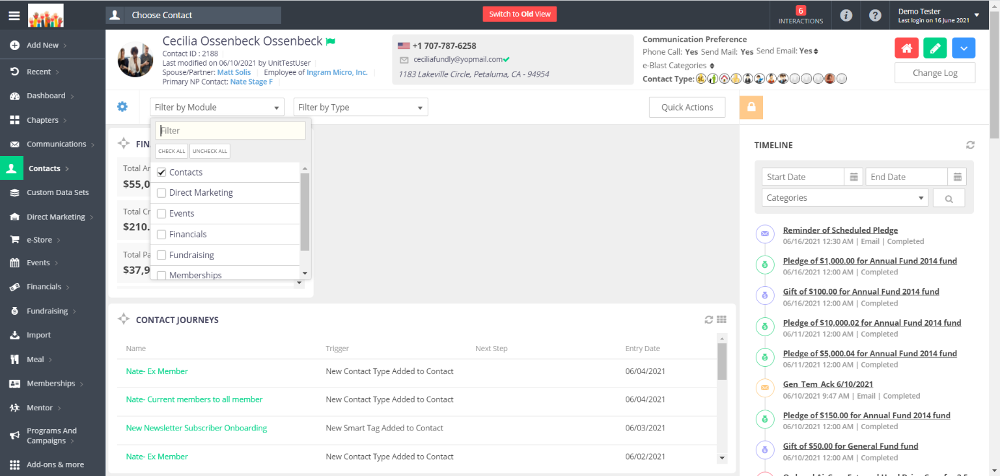 Choose Contact
Switch to Old View
6
INTERACTIONS
Demo Tester
Last login on 16 June 2021
Add New
Recent
Dashboard
Chapters
Communications
Contacts
Custom Data Sets
Direct Marketing
e-Store
Events
Financials
Fundraising
Import
Meal
Memberships
Mentor
Programs And
Campaigns
Add-ons & more
Cecilia Ossenbeck Ossenbeck
Contact ID : 2188
Last modified on 06/10/2021 by UnitTestUser
Spouse/Partner: Matt Solis
Employee of Ingram Micro, Inc.
Primary NP Contact: Nate Stage F
+1 707-787-6258
ceciliafundly@yopmail.com
1183 Lakeville Circle, Petaluma, CA - 94954
Communication Preference
Phone Call: Yes Send Mail: Yes Send Email: Yes
e-Blast Categories
Contact Type:
Change Log
Filter by Module
Filter by Type
Quick Actions
Filter
CHECK ALL
UNCHECK ALL
Contacts
Direct Marketing
Events
Financials
Fundraising
Memberships
FIN
Total
$55,0
Total Cr
$210.
Total Pa
$37,9
CONTACT JOURNEYS
Name Trigger Next Step Entry Date
Nate- Ex Member New Contact Type Added to Contact 06/04/2021
Nate- Current members to all member New Contact Type Added to Contact 06/04/2021
New Newsletter Subscriber Onboarding New Smart Tag Added to Contact 06/03/2021
Nate- Ex Member New Contact Type Added to Contact 06/02/2021
TIMELINE
Start Date
End Date
Categories
Reminder of Scheduled Pledge
06/16/2021 12:30 AM | Email | Completed
Pledge of $1,000.00 for Annual Fund 2014 fund
06/16/2021 12:00 AM | Completed
Gift of $100.00 for Annual Fund 2014 fund
06/16/2021 12:00 AM | Completed
Pledge of $10,000.02 for Annual Fund 2014 fund
06/11/2021 12:00 AM | Completed
Pledge of $5,000.04 for Annual Fund 2014 fund
06/11/2021 12:00 AM | Completed
Gen_Tem_Ack 6/10/2021
06/10/2021 9:47 AM | Email | Completed
Pledge of $150.00 for Annual Fund 2014 fund
06/10/2021 12:00 AM | Completed
Gift of $50.00 for General Fund fund
06/10/2021 12:00 AM | Completed